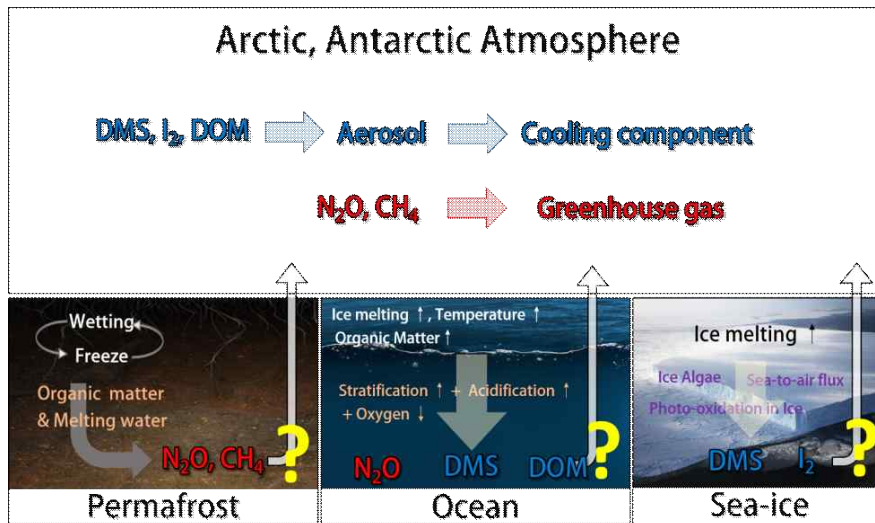 Arctic, Antarctic Atmosphere
DMS, I₂, DOM Aerosol Cooling component
N₂O, CH₄ Greenhouse gas
Wetting
Freeze
Organic matter
& Melting water
N₂O, CH₄ ?
Permafrost
Ice melting ↑, Temperature ↑
Organic Matter ↑
Stratification ↑ + Acidification ↑
+ Oxygen ↓
N₂O DMS DOM ?
Ocean
Ice melting ↑
Ice Algae Sea-to-air flux
Photo-oxidation in Ice
DMS I₂ ?
Sea-ice